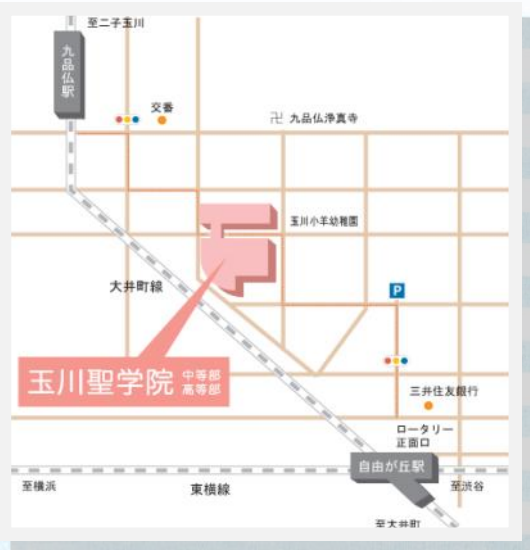 至二子玉川
九品仏駅
交番
卍 九品仏浄真寺
玉川小羊幼稚園
大井町線
P
玉川聖学院 中等部
高等部
三井住友銀行
ロータリー
正面口
自由が丘駅
至横浜
東横線
至渋谷
至大井町